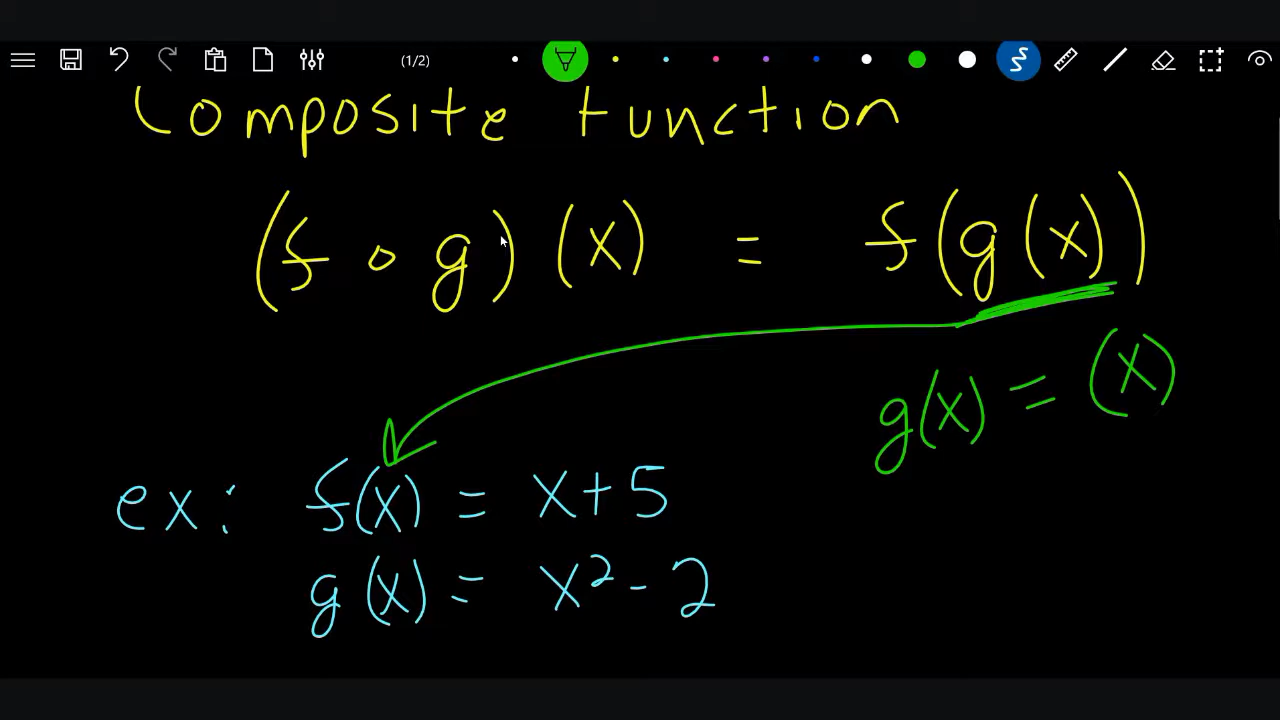 (1/2)
Composite function
(f ∘ g)(x) = f(g(x))
g(x) = (x)
ex: f(x) = x+5
g(x) = x² - 2